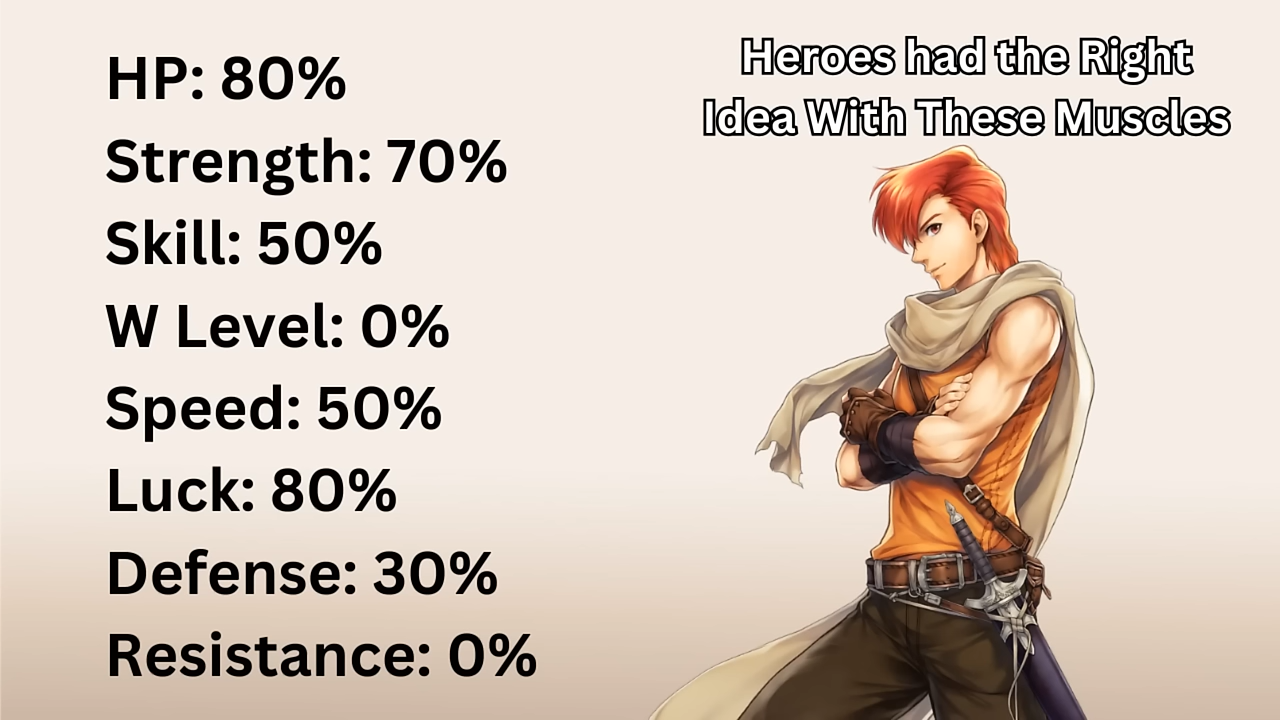 HP: 80%
Strength: 70%
Skill: 50%
W Level: 0%
Speed: 50%
Luck: 80%
Defense: 30%
Resistance: 0%
Heroes had the Right
Idea With These Muscles